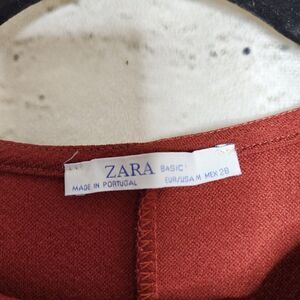 ZARA BASIC
MADE IN PORTUGAL EUR/USA M MEX 28